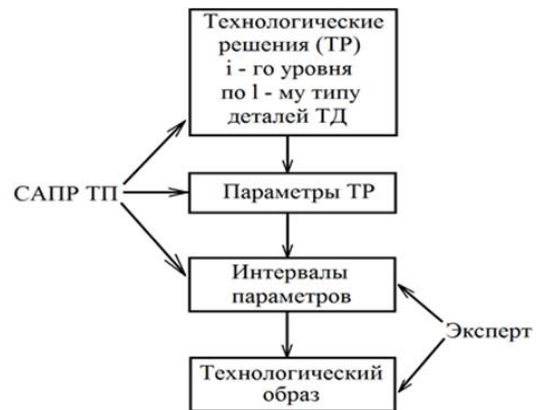 Технологические
решения (ТР)
i - го уровня
по l - му типу
деталей ТД
САПР ТП
Параметры ТР
Интервалы
параметров
Эксперт
Технологический
образ